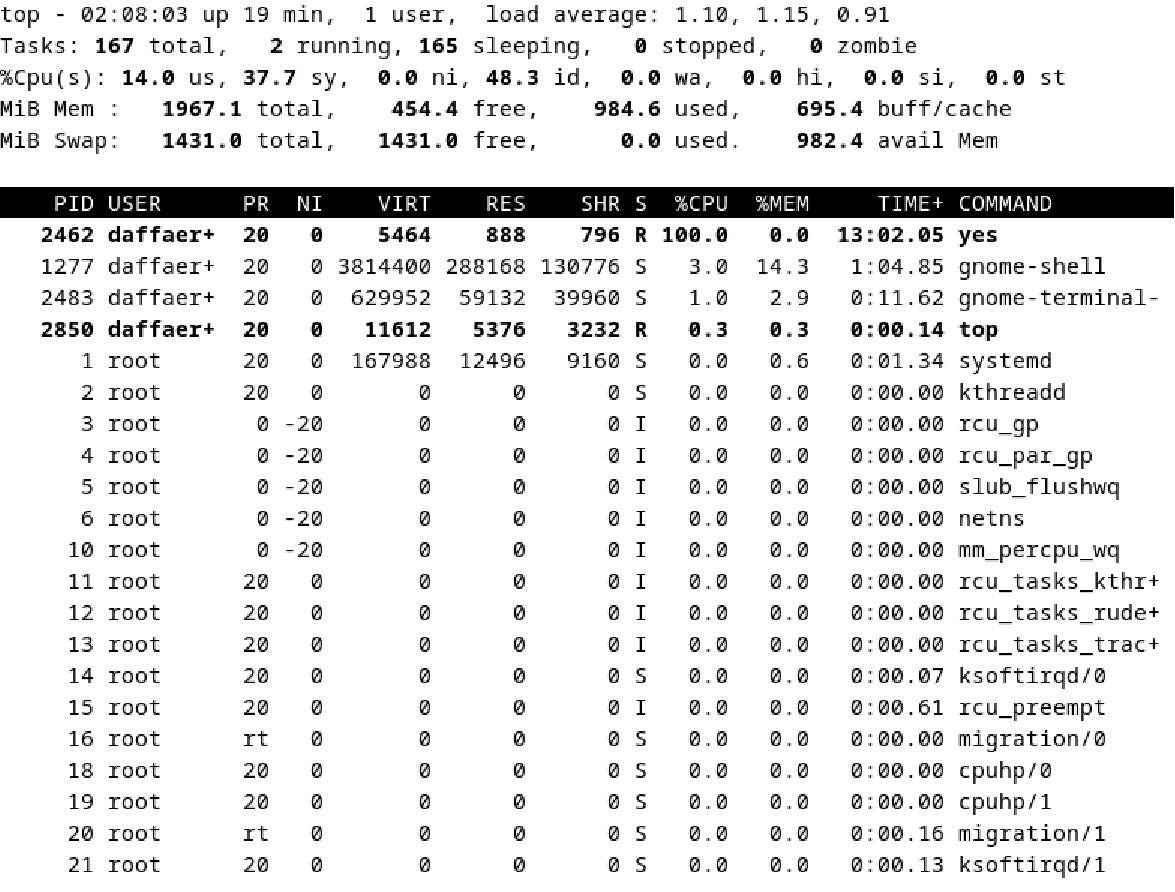 top - 02:08:03 up 19 min,  1 user,  load average: 1.10, 1.15, 0.91
Tasks: 167 total,   2 running, 165 sleeping,   0 stopped,   0 zombie
%Cpu(s): 14.0 us, 37.7 sy,  0.0 ni, 48.3 id,  0.0 wa,  0.0 hi,  0.0 si,  0.0 st
MiB Mem :   1967.1 total,    454.4 free,    984.6 used,    695.4 buff/cache
MiB Swap:   1431.0 total,   1431.0 free,      0.0 used.    982.4 avail Mem
    PID USER      PR  NI    VIRT    RES    SHR S  %CPU  %MEM     TIME+ COMMAND
   2462 daffaer+  20   0    5464    888    796 R 100.0   0.0  13:02.05 yes
   1277 daffaer+  20   0 3814400 288168 130776 S   3.0  14.3   1:04.85 gnome-shell
   2483 daffaer+  20   0  629952  59132  39960 S   1.0   2.9   0:11.62 gnome-terminal-
   2850 daffaer+  20   0   11612   5376   3232 R   0.3   0.3   0:00.14 top
      1 root      20   0  167988  12496   9160 S   0.0   0.6   0:01.34 systemd
      2 root      20   0       0      0      0 S   0.0   0.0   0:00.00 kthreadd
      3 root       0 -20       0      0      0 I   0.0   0.0   0:00.00 rcu_gp
      4 root       0 -20       0      0      0 I   0.0   0.0   0:00.00 rcu_par_gp
      5 root       0 -20       0      0      0 I   0.0   0.0   0:00.00 slub_flushwq
      6 root       0 -20       0      0      0 I   0.0   0.0   0:00.00 netns
     10 root       0 -20       0      0      0 I   0.0   0.0   0:00.00 mm_percpu_wq
     11 root      20   0       0      0      0 I   0.0   0.0   0:00.00 rcu_tasks_kthr+
     12 root      20   0       0      0      0 I   0.0   0.0   0:00.00 rcu_tasks_rude+
     13 root      20   0       0      0      0 I   0.0   0.0   0:00.00 rcu_tasks_trac+
     14 root      20   0       0      0      0 S   0.0   0.0   0:00.07 ksoftirqd/0
     15 root      20   0       0      0      0 I   0.0   0.0   0:00.61 rcu_preempt
     16 root      rt   0       0      0      0 S   0.0   0.0   0:00.00 migration/0
     18 root      20   0       0      0      0 S   0.0   0.0   0:00.00 cpuhp/0
     19 root      20   0       0      0      0 S   0.0   0.0   0:00.00 cpuhp/1
     20 root      rt   0       0      0      0 S   0.0   0.0   0:00.16 migration/1
     21 root      20   0       0      0      0 S   0.0   0.0   0:00.13 ksoftirqd/1